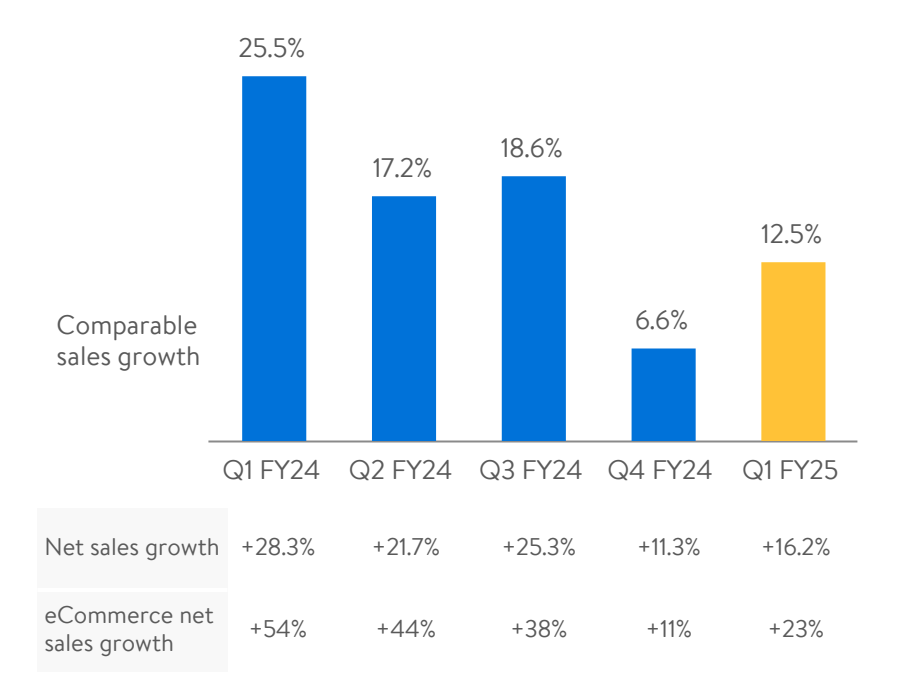 25.5%
17.2%
18.6%
6.6%
12.5%
Comparable
sales growth
Q1 FY24 Q2 FY24 Q3 FY24 Q4 FY24 Q1 FY25
Net sales growth +28.3% +21.7% +25.3% +11.3% +16.2%
eCommerce net
sales growth +54% +44% +38% +11% +23%